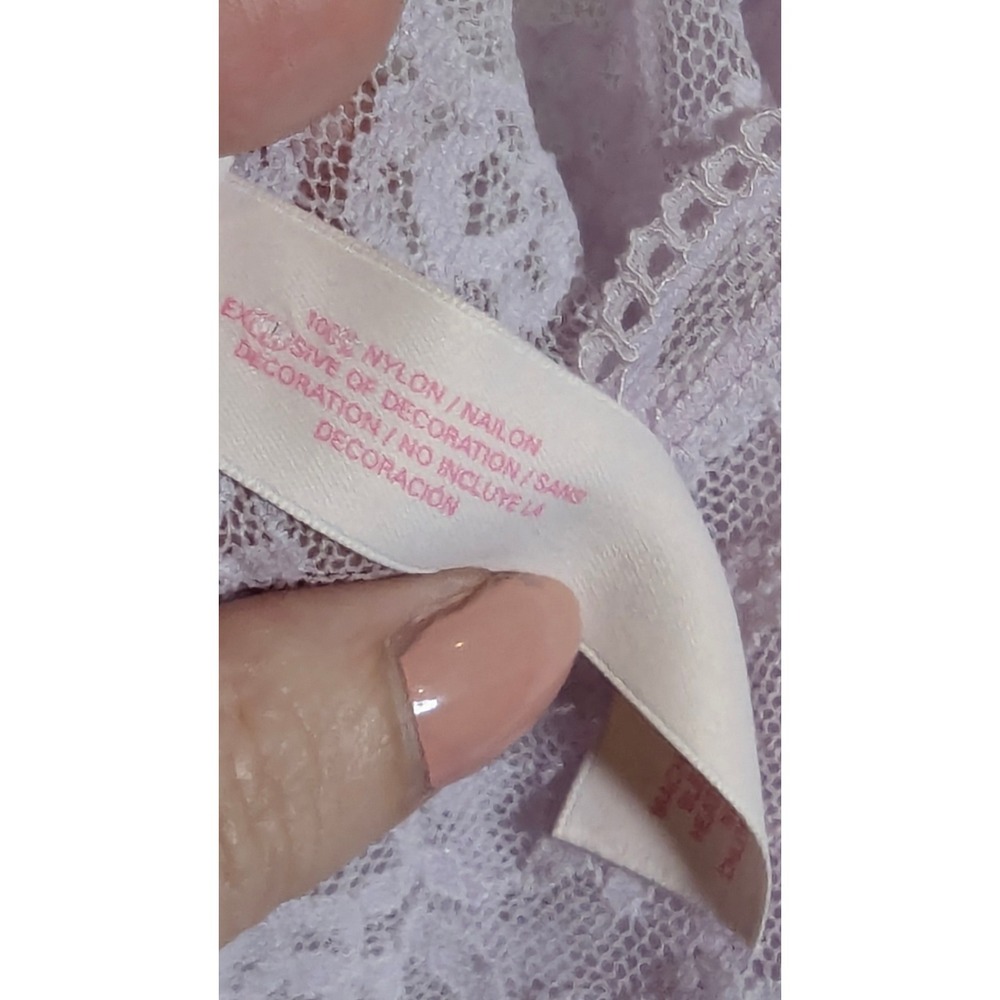 100% NYLON / NAILON
EXCLUSIVE OF DECORATION / SANS
DECORATION / NO INCLUYE LA
DECORACIÓN